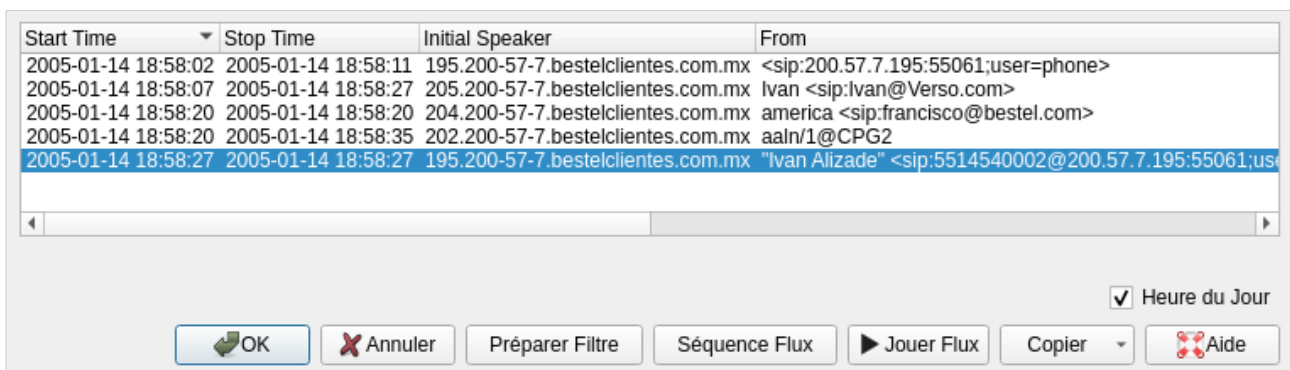 Start Time Stop Time Initial Speaker From
2005-01-14 18:58:02 2005-01-14 18:58:11 195.200-57-7.bestelclientes.com.mx <sip:200.57.7.195:55061;user=phone>
2005-01-14 18:58:07 2005-01-14 18:58:27 205.200-57-7.bestelclientes.com.mx Ivan <sip:Ivan@Verso.com>
2005-01-14 18:58:20 2005-01-14 18:58:20 204.200-57-7.bestelclientes.com.mx america <sip:francisco@bestel.com>
2005-01-14 18:58:20 2005-01-14 18:58:35 202.200-57-7.bestelclientes.com.mx aaln/1@CPG2
2005-01-14 18:58:27 2005-01-14 18:58:27 195.200-57-7.bestelclientes.com.mx "Ivan Alizade" <sip:5514540002@200.57.7.195:55061;use
Heure du Jour
OK Annuler Préparer Filtre Séquence Flux Jouer Flux Copier Aide